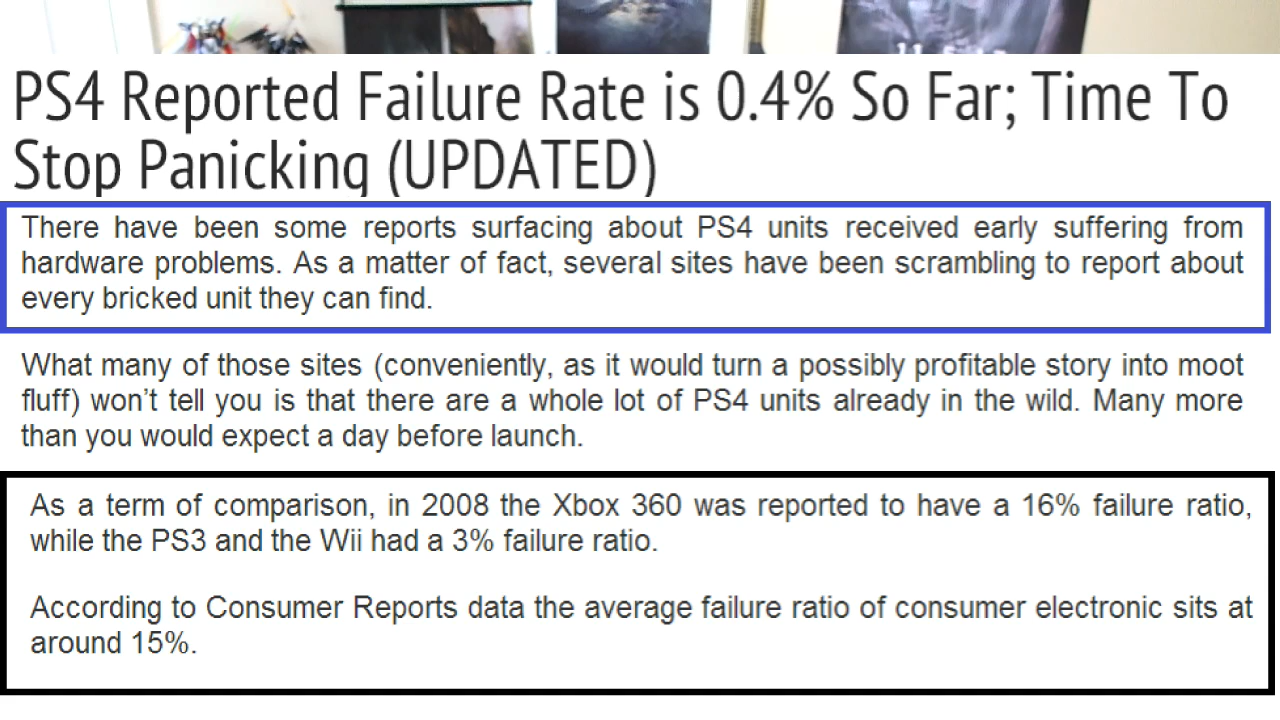 PS4 Reported Failure Rate is 0.4% So Far; Time To
Stop Panicking (UPDATED)
There have been some reports surfacing about PS4 units received early suffering from
hardware problems. As a matter of fact, several sites have been scrambling to report about
every bricked unit they can find.
What many of those sites (conveniently, as it would turn a possibly profitable story into moot
fluff) won't tell you is that there are a whole lot of PS4 units already in the wild. Many more
than you would expect a day before launch.
As a term of comparison, in 2008 the Xbox 360 was reported to have a 16% failure ratio,
while the PS3 and the Wii had a 3% failure ratio.
According to Consumer Reports data the average failure ratio of consumer electronic sits at
around 15%.